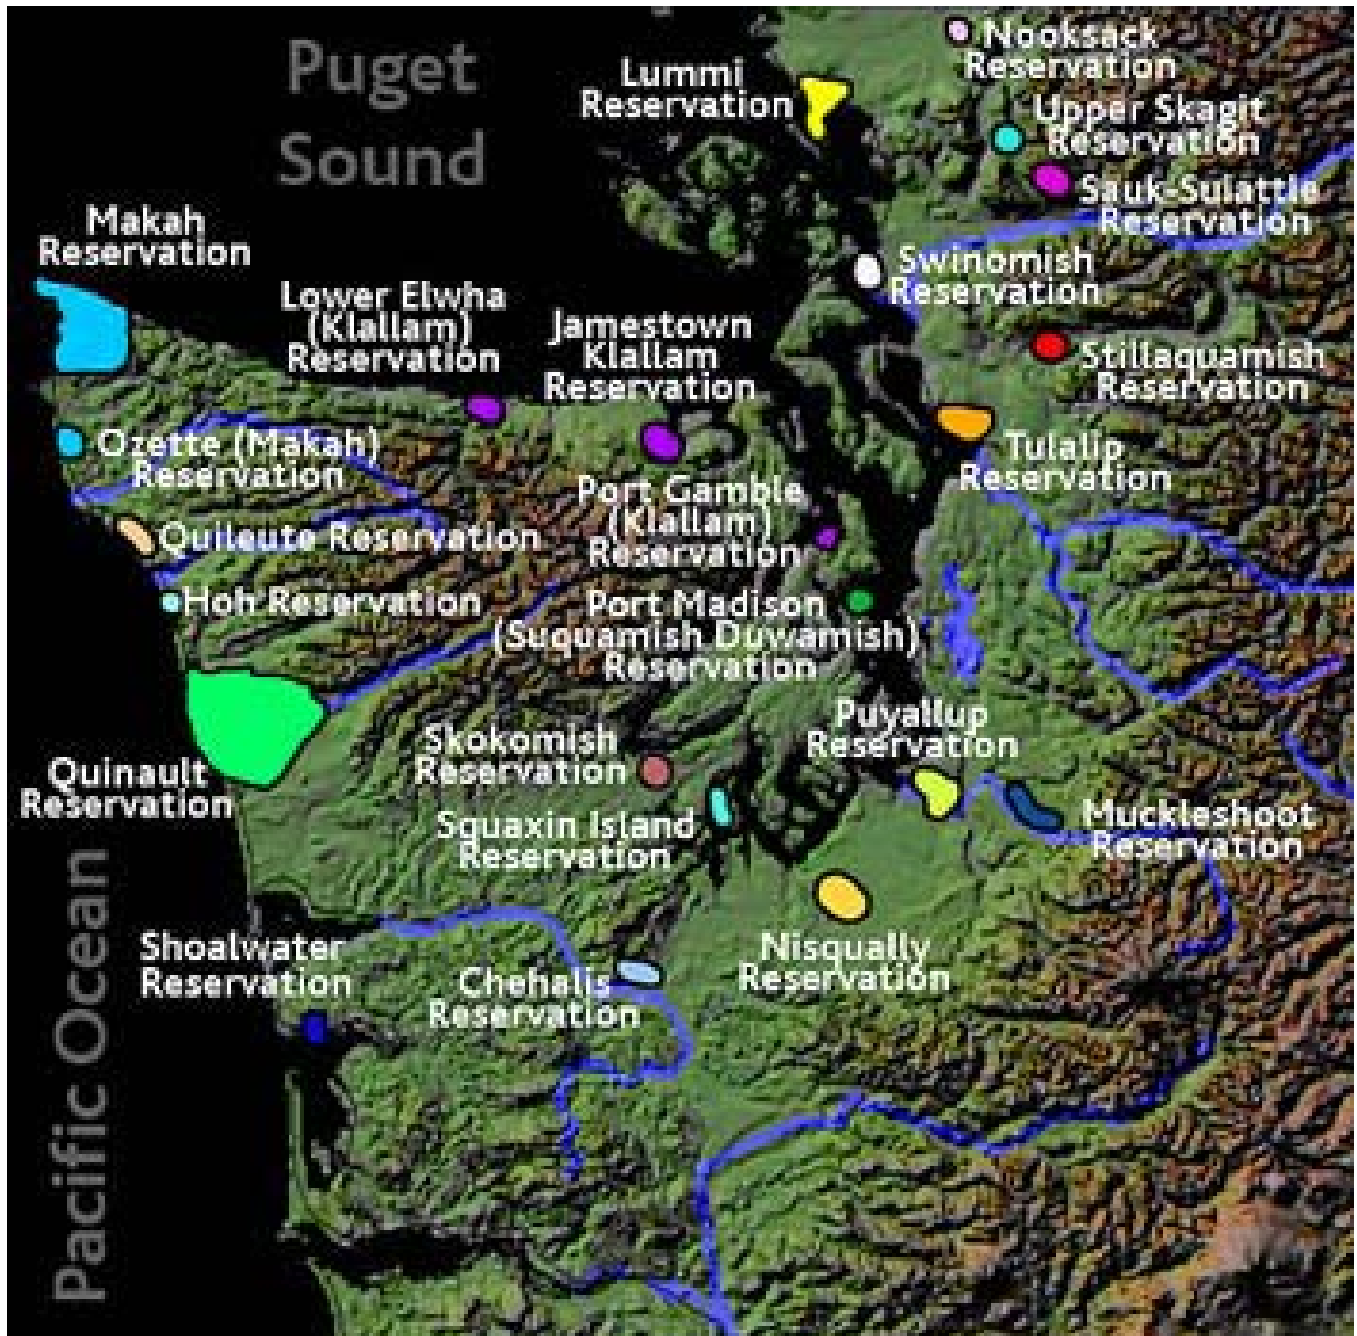 Puget
Sound
Nooksack
Reservation
Lummi
Reservation
Upper Skagit
Reservation
Sauk-Suiattle
Reservation
Makah
Reservation
Swinomish
Reservation
Lower Elwha
(Klallam)
Reservation
Jamestown
Klallam
Reservation
Stillaquamish
Reservation
Ozette (Makah)
Reservation
Tulalip
Reservation
Port Gamble
(Klallam)
Reservation
Quileute Reservation
Hoh Reservation
Port Madison
(Suquamish Duwamish)
Reservation
Puyallup
Reservation
Skokomish
Reservation
Quinault
Reservation
Squaxin Island
Reservation
Muckleshoot
Reservation
Nisqually
Reservation
Shoalwater
Reservation
Chehalis
Reservation
Pacific Ocean